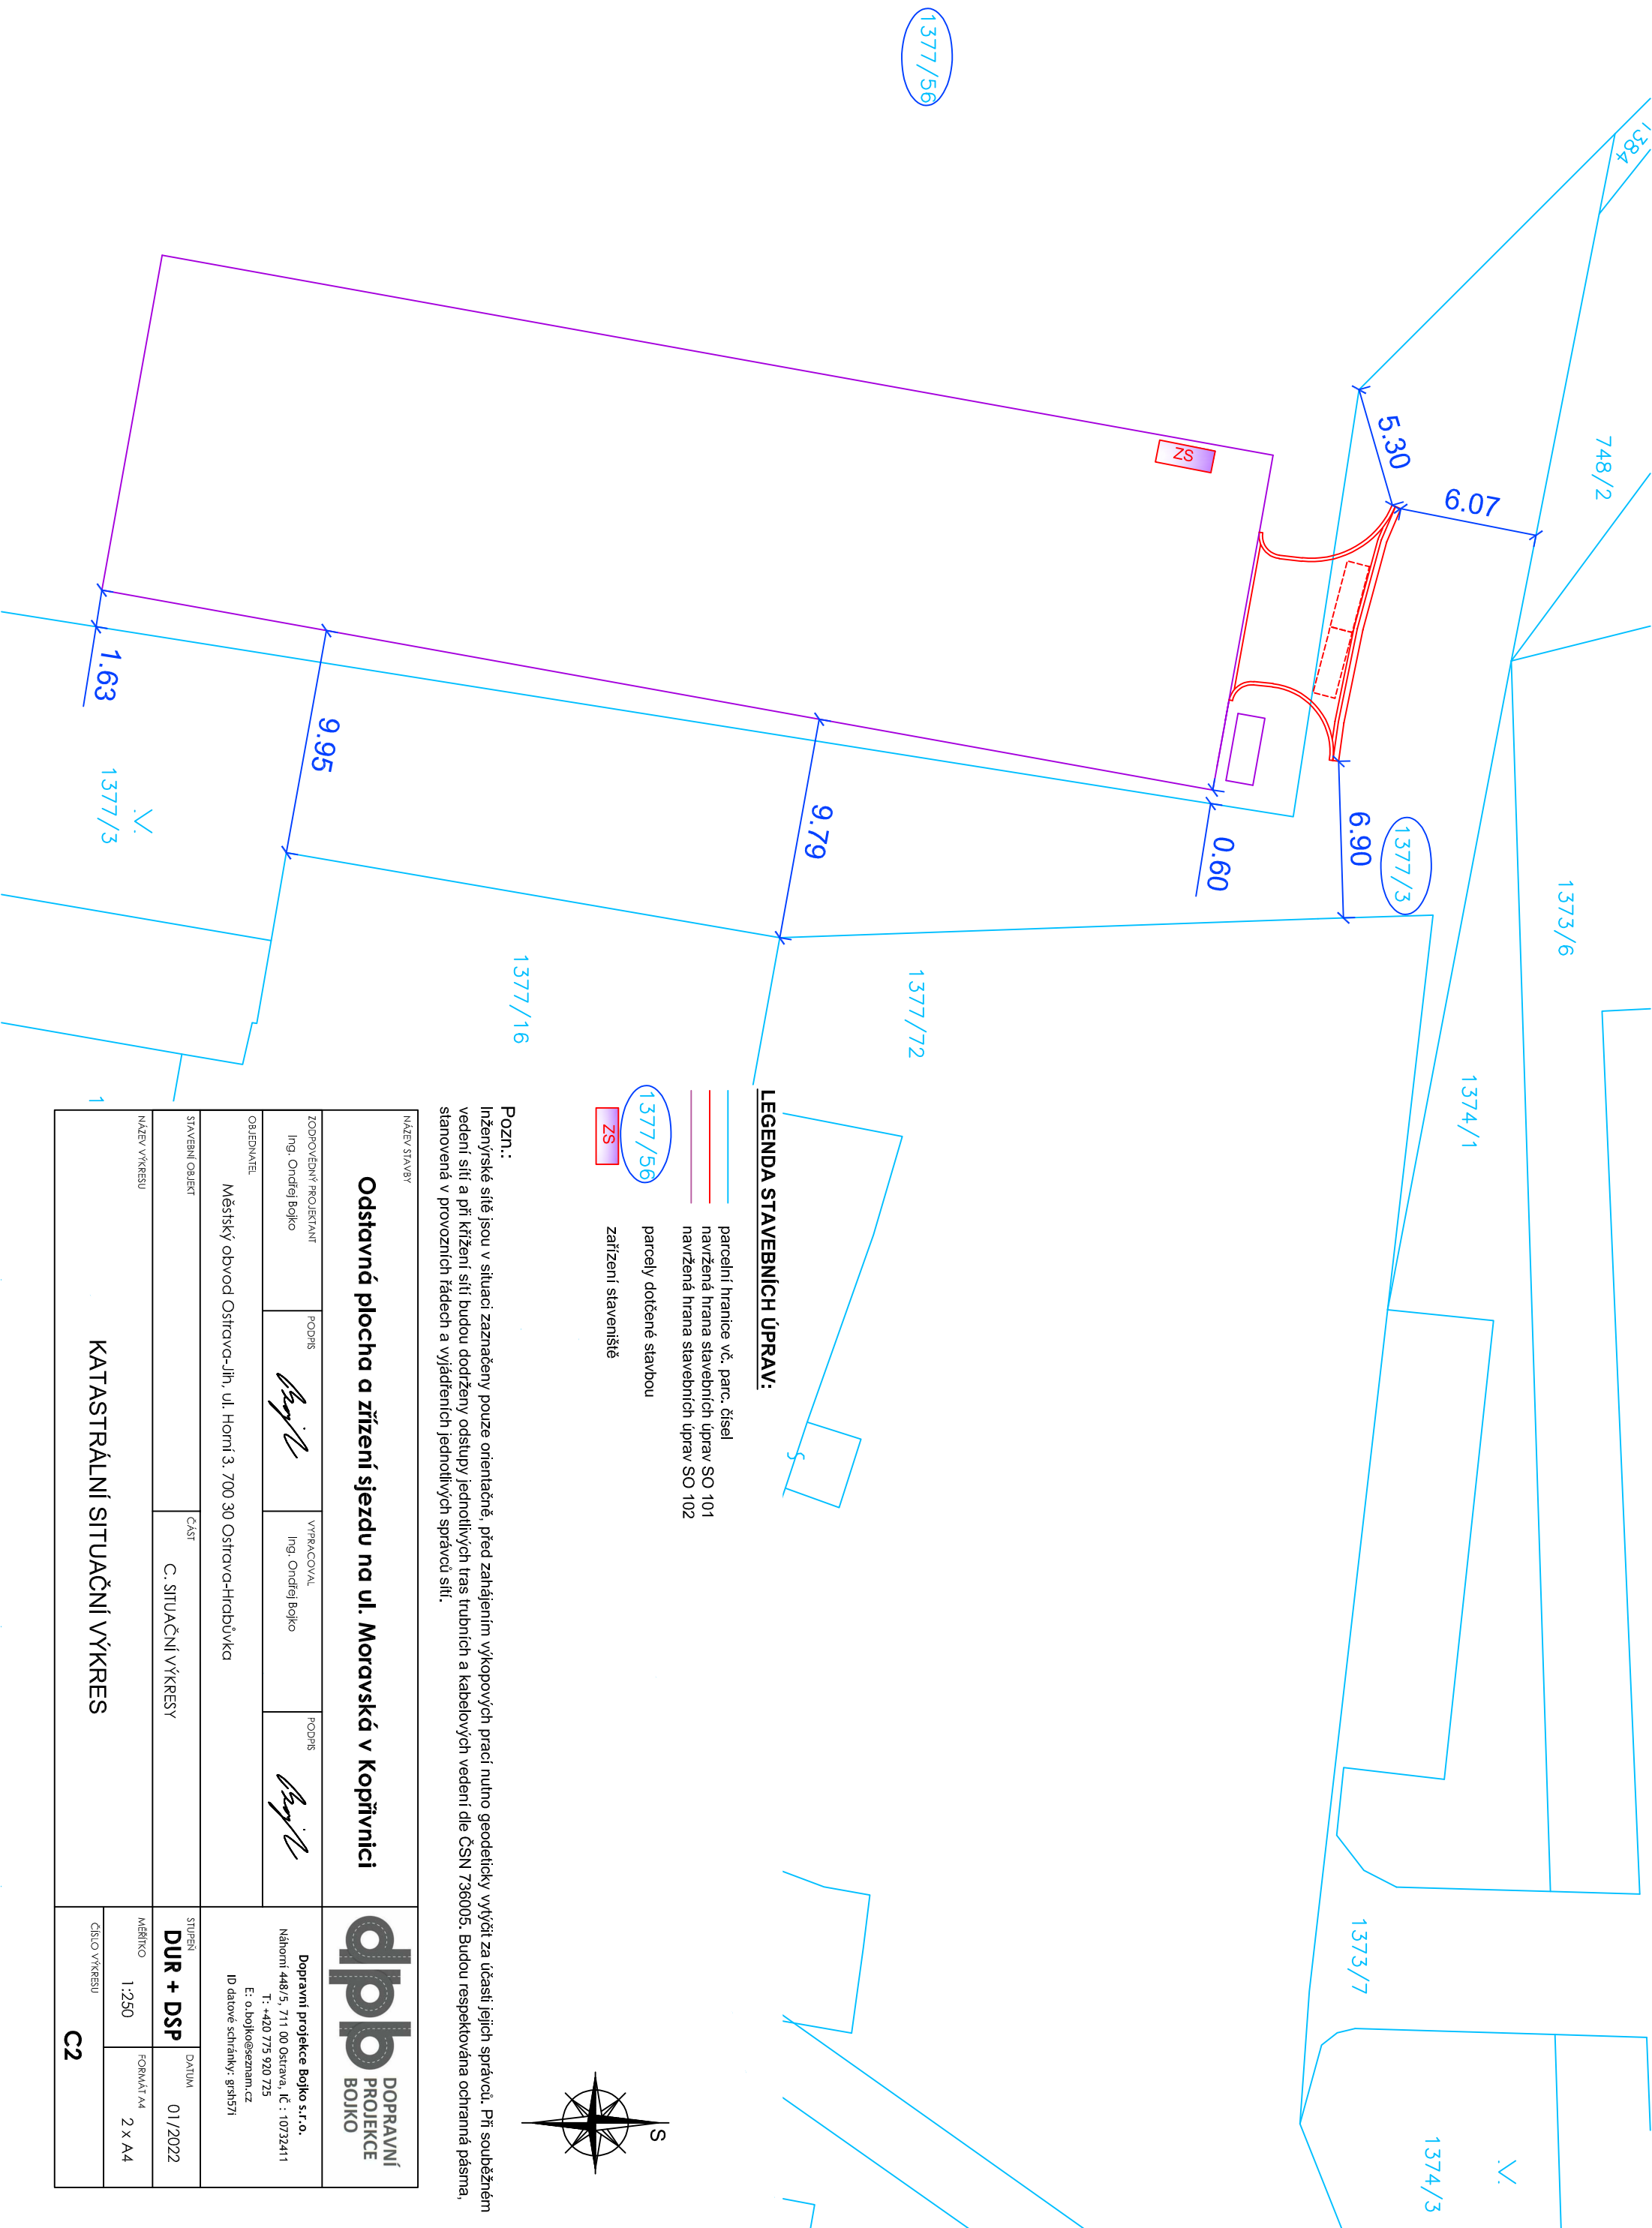 1384
748/2
1373/6
1374/1
1373/7
1374/3
1377/56
5.30
6.07
6.90
1377/3
ZS
0.60
9.79
9.95
1.63
1377/3
1377/72
1377/16
1
LEGENDA STAVEBNÍCH ÚPRAV:
parcelní hranice vč. parc. čísel
navržená hrana stavebních úprav SO 101
navržená hrana stavebních úprav SO 102
1377/56 parcely dotčené stavbou
ZS zařízení staveniště
S
Pozn.:
Inženýrské sítě jsou v situaci zaznačeny pouze orientačně, před zahájením výkopových prací nutno geodeticky vytýčit za účasti jejich správců. Při souběžném
vedení sítí a při křížení sítí budou dodrženy odstupy jednotlivých tras trubních a kabelových vedení dle ČSN 736005. Budou respektována ochranná pásma,
stanovená v provozních řádech a vyjádřeních jednotlivých správců sítí.
NÁZEV STAVBY
Odstavná plocha a zřízení sjezdu na ul. Moravská v Kopřivnici
DOPRAVNÍ
PROJEKCE
BOJKO
dpb
ZODPOVĚDNÝ PROJEKTANT
Ing. Ondřej Bojko
PODPIS
VYPRACOVAL
Ing. Ondřej Bojko
PODPIS
Dopravní projekce Bojko s.r.o.
Náhorní 448/5, 711 00 Ostrava, IČ : 10732411
T: +420 775 920 725
E: o.bojko@seznam.cz
ID datové schránky: grsh57i
OBJEDNATEL
Městský obvod Ostrava-Jih, ul. Horní 3, 700 30 Ostrava-Hrabůvka
STAVEBNÍ OBJEKT
ČÁST
C. SITUAČNÍ VÝKRESY
STUPEŇ
DUR + DSP
DATUM
01/2022
NÁZEV VÝKRESU
KATASTRÁLNÍ SITUAČNÍ VÝKRES
MĚŘÍTKO
1:250
FORMÁT A4
2 x A4
ČÍSLO VÝKRESU
C2